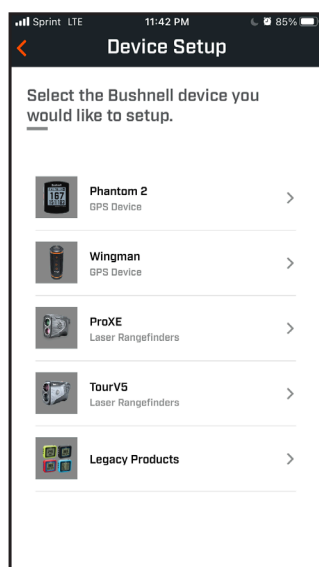 Sprint LTE 11:42 PM 85%
Device Setup
Select the Bushnell device you
would like to setup.
Phantom 2
GPS Device
Wingman
GPS Device
ProXE
Laser Rangefinders
TourV5
Laser Rangefinders
Legacy Products